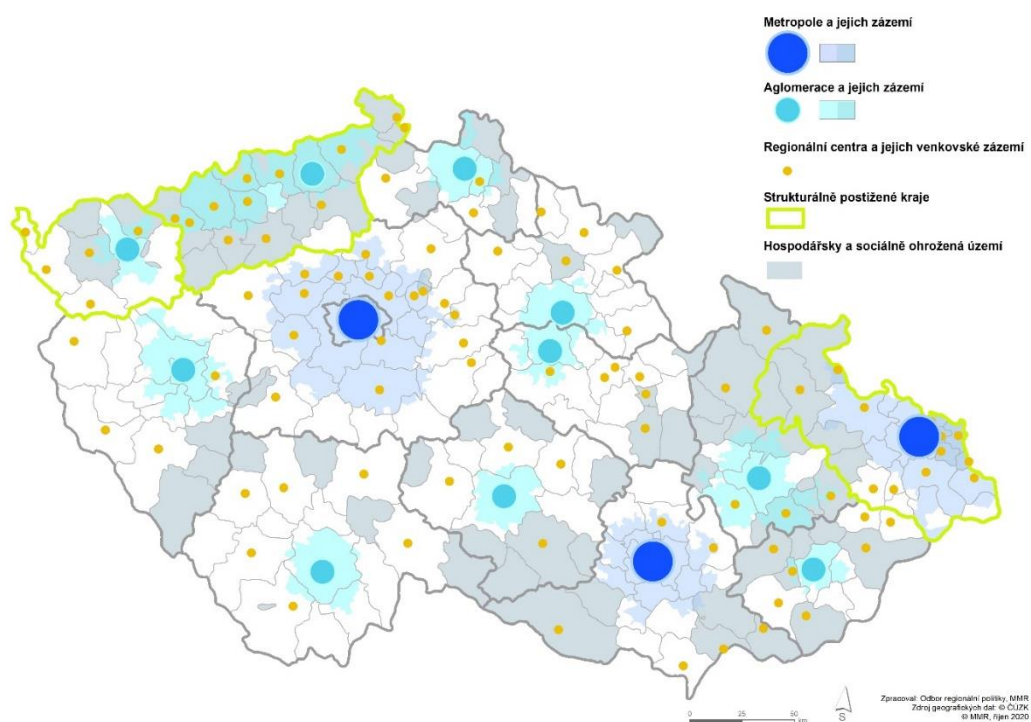 Metropole a jejich zázemí
Aglomerace a jejich zázemí
Regionální centra a jejich venkovské zázemí
Strukturálně postižené kraje
Hospodářsky a sociálně ohrožená území
Zpracoval: Odbor regionální politiky, MMR
Zdroj geografických dat: © ČÚZK
© MMR, říjen 2020
S
0 25 50
km